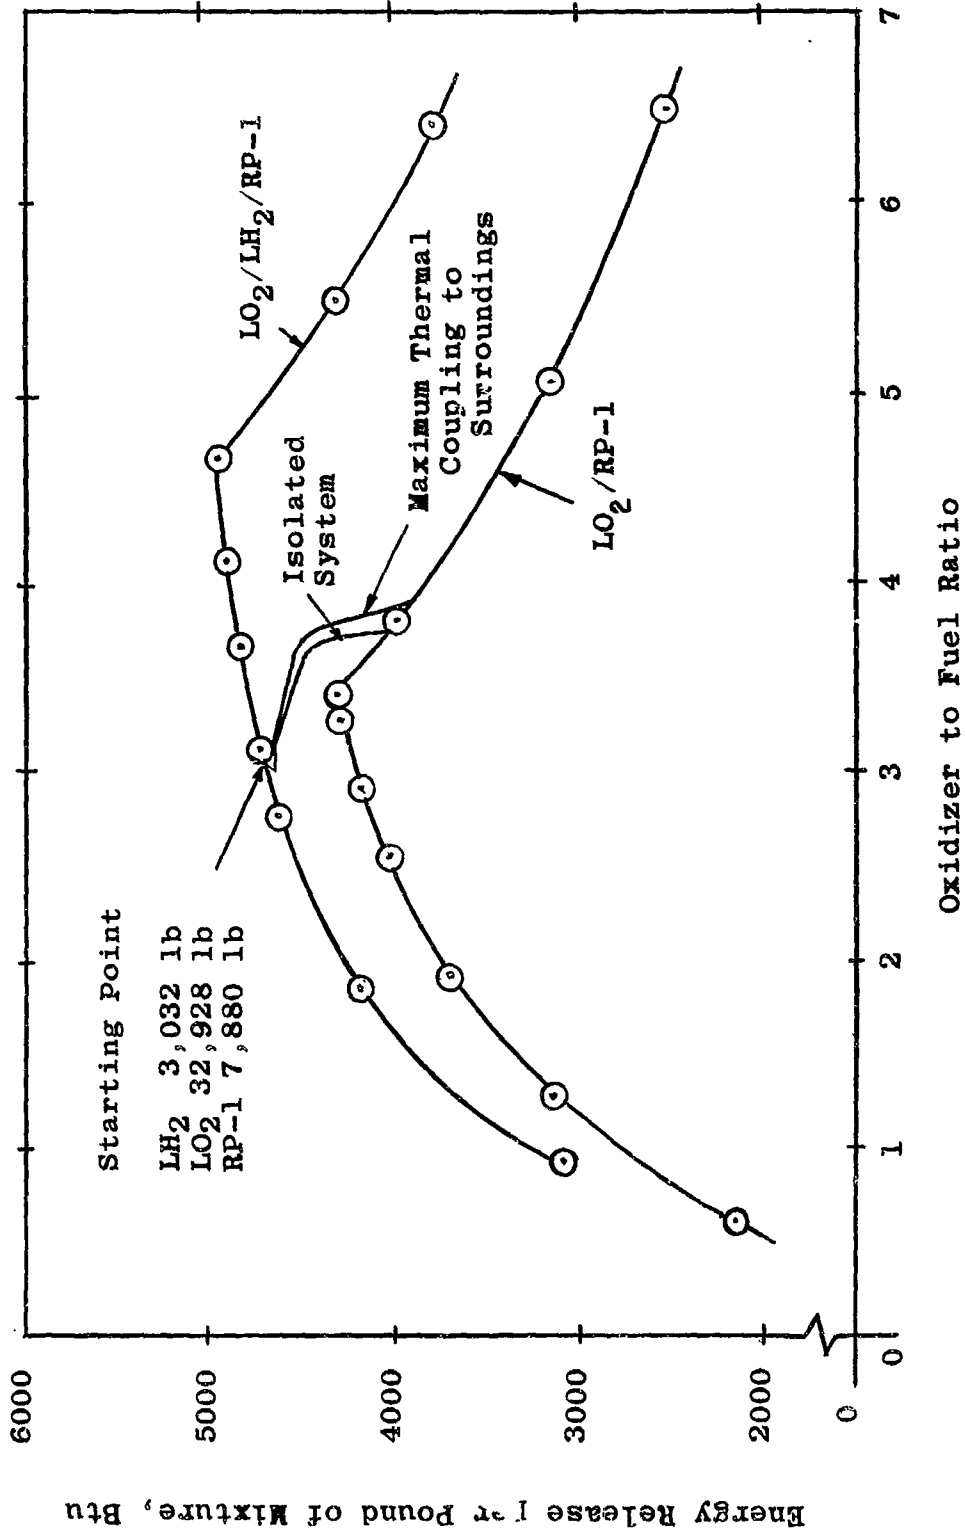 6000
5000
4000
3000
2000
0
0
1
2
3
4
5
6
7
Energy Release of Mixture, Btu
Oxidizer to Fuel Ratio
Starting Point
LH2 3,032 lb
LO2 32,928 lb
RP-1 7,880 lb
LO2/LH2/RP-1
Isolated
System
Maximum Thermal
Coupling to
Surroundings
LO2/RP-1